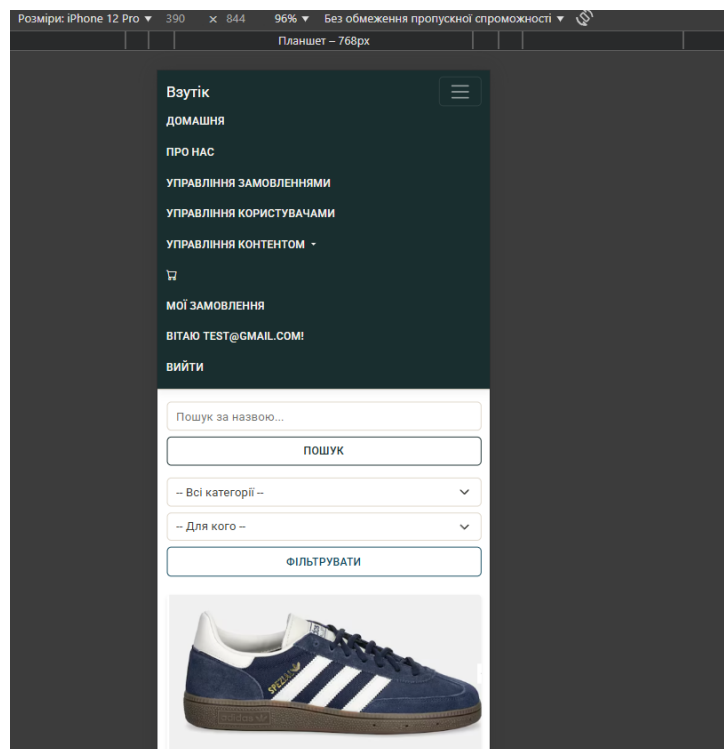 Розміри: iPhone 12 Pro ▼ 390 × 844 96% ▼ Без обмеження пропускної спроможності ▼
Планшет – 768px
Взутік
ДОМАШНЯ
ПРО НАС
УПРАВЛІННЯ ЗАМОВЛЕННЯМИ
УПРАВЛІННЯ КОРИСТУВАЧАМИ
УПРАВЛІННЯ КОНТЕНТОМ
МОЇ ЗАМОВЛЕННЯ
ВІТАЮ TEST@GMAIL.COM!
ВИЙТИ
Пошук за назвою...
ПОШУК
-- Всі категорії --
-- Для кого --
ФІЛЬТРУВАТИ
SPEZIAL
adidas